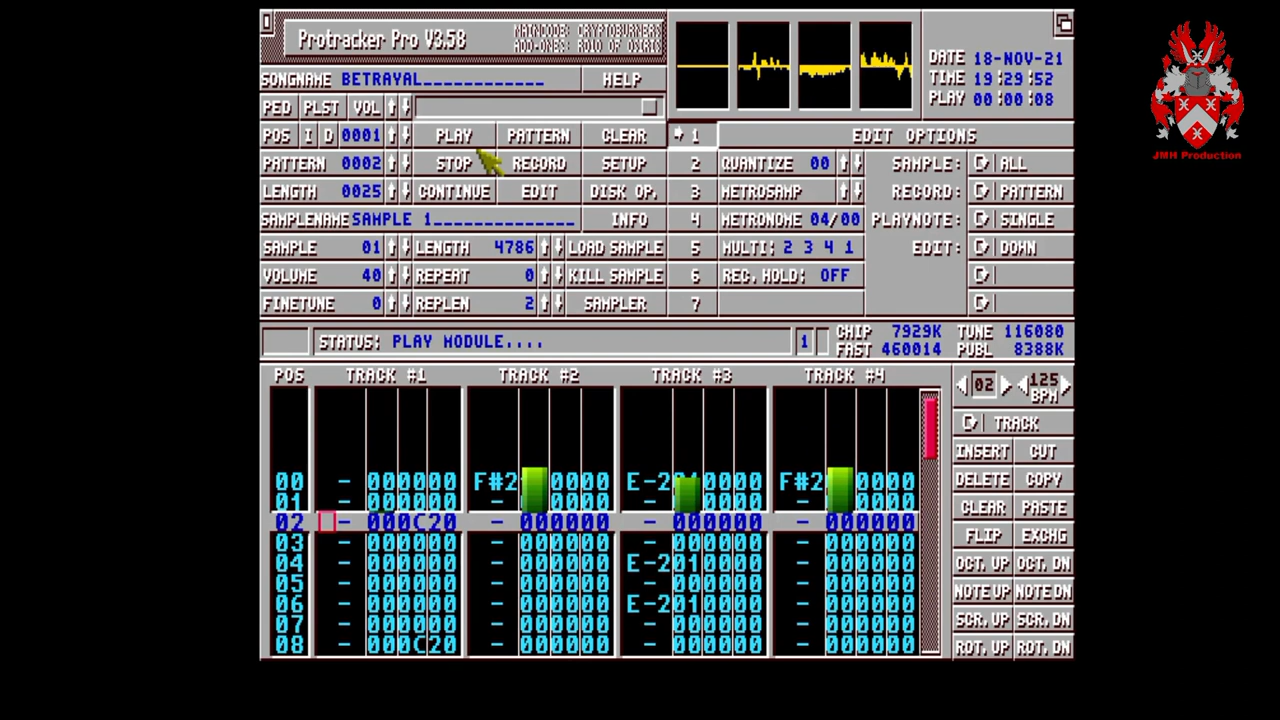 Protracker Pro V3.58
MAINCODE: CRYPTOBURNERS
ADD-ONES: ROIO OF OSIRIS
DATE 18-NOV-21
TIME 19:29:52
PLAY 00:00:08
SONGNAME BETRAYAL____________ HELP
PED PLST VOL
POS I D 0001 PLAY PATTERN CLEAR 1 EDIT OPTIONS
PATTERN 0002 STOP RECORD SETUP 2 QUANTIZE 00 SAMPLE: ALL
LENGTH 0025 CONTINUE EDIT DISK OP. 3 METROSAMP RECORD: PATTERN
SAMPLENAME SAMPLE 1______________ INFO 4 METRONOME 04/00 PLAYNOTE: SINGLE
SAMPLE 01 LENGTH 4786 LOAD SAMPLE 5 MULTI: 2 3 4 1 EDIT: DOWN
VOLUME 40 REPEAT 0 KILL SAMPLE 6 REC. HOLD: OFF
FINETUNE 0 REPLEN 2 SAMPLER 7
STATUS: PLAY MODULE.... 1
CHIP 7929K TUNE 116080
FAST 460014 PUBL 8388K
POS TRACK #1 TRACK #2 TRACK #3 TRACK #4
02 125 BPM
TRACK
INSERT CUT
DELETE COPY
CLEAR PASTE
FLIP EXCHG
OCT. UP OCT. DN
NOTE UP NOTE DN
SCR. UP SCR. DN
ROT. UP ROT. DN
00 - 000000 F#2 0000 E-2 0000 F#2 0000
01 - 000000 - 0000 - 0000 - 0000
02 - 000C20 - 000000 - 000000 - 000000
03 - 000000 - 000000 - 000000 - 000000
04 - 000000 - 000000 E-2010000 - 000000
05 - 000000 - 000000 - 000000 - 000000
06 - 000000 - 000000 E-2010000 - 000000
07 - 000000 - 000000 - 000000 - 000000
08 - 000C20 - 000000 - 000000 - 000000
JMH Production